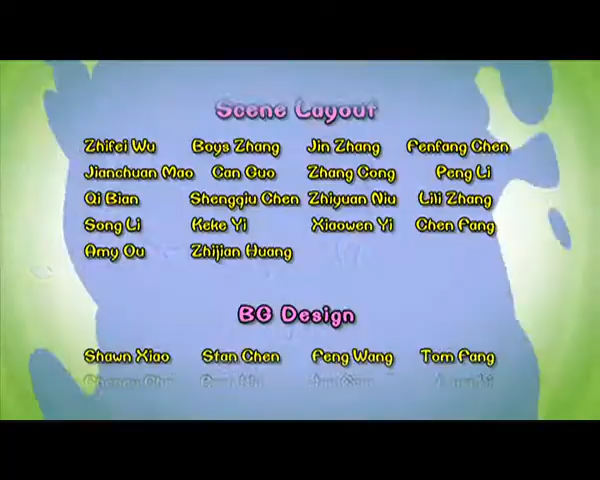 Scene Layout
Zhifei Wu Boys Zhang Jin Zhang Fenfang Chen
Jianchuan Mao Can Guo Zhang Cong Peng Li
Qi Bian Shengqiu Chen Zhiyuan Niu Lili Zhang
Song Li Keke Yi Xiaowen Yi Chen Fang
Amy Ou Zhijian Huang
BG Design
Shawn Xiao Stan Chen Feng Wang Tom Fang